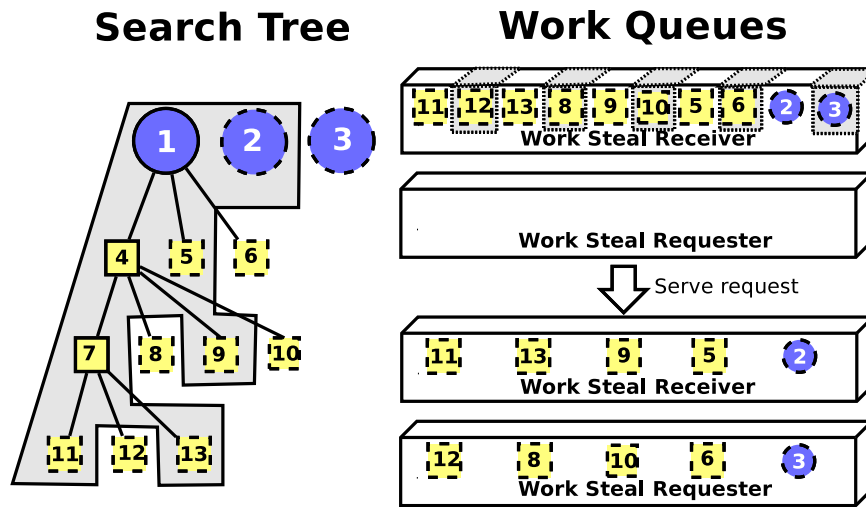 Search Tree
1 2 3
4 5 6
7 8 9 10
11 12 13
Work Queues
11 12 13 8 9 10 5 6 2 3
Work Steal Receiver
Work Steal Requester
Serve request
11 13 9 5 2
Work Steal Receiver
12 8 10 6 3
Work Steal Requester